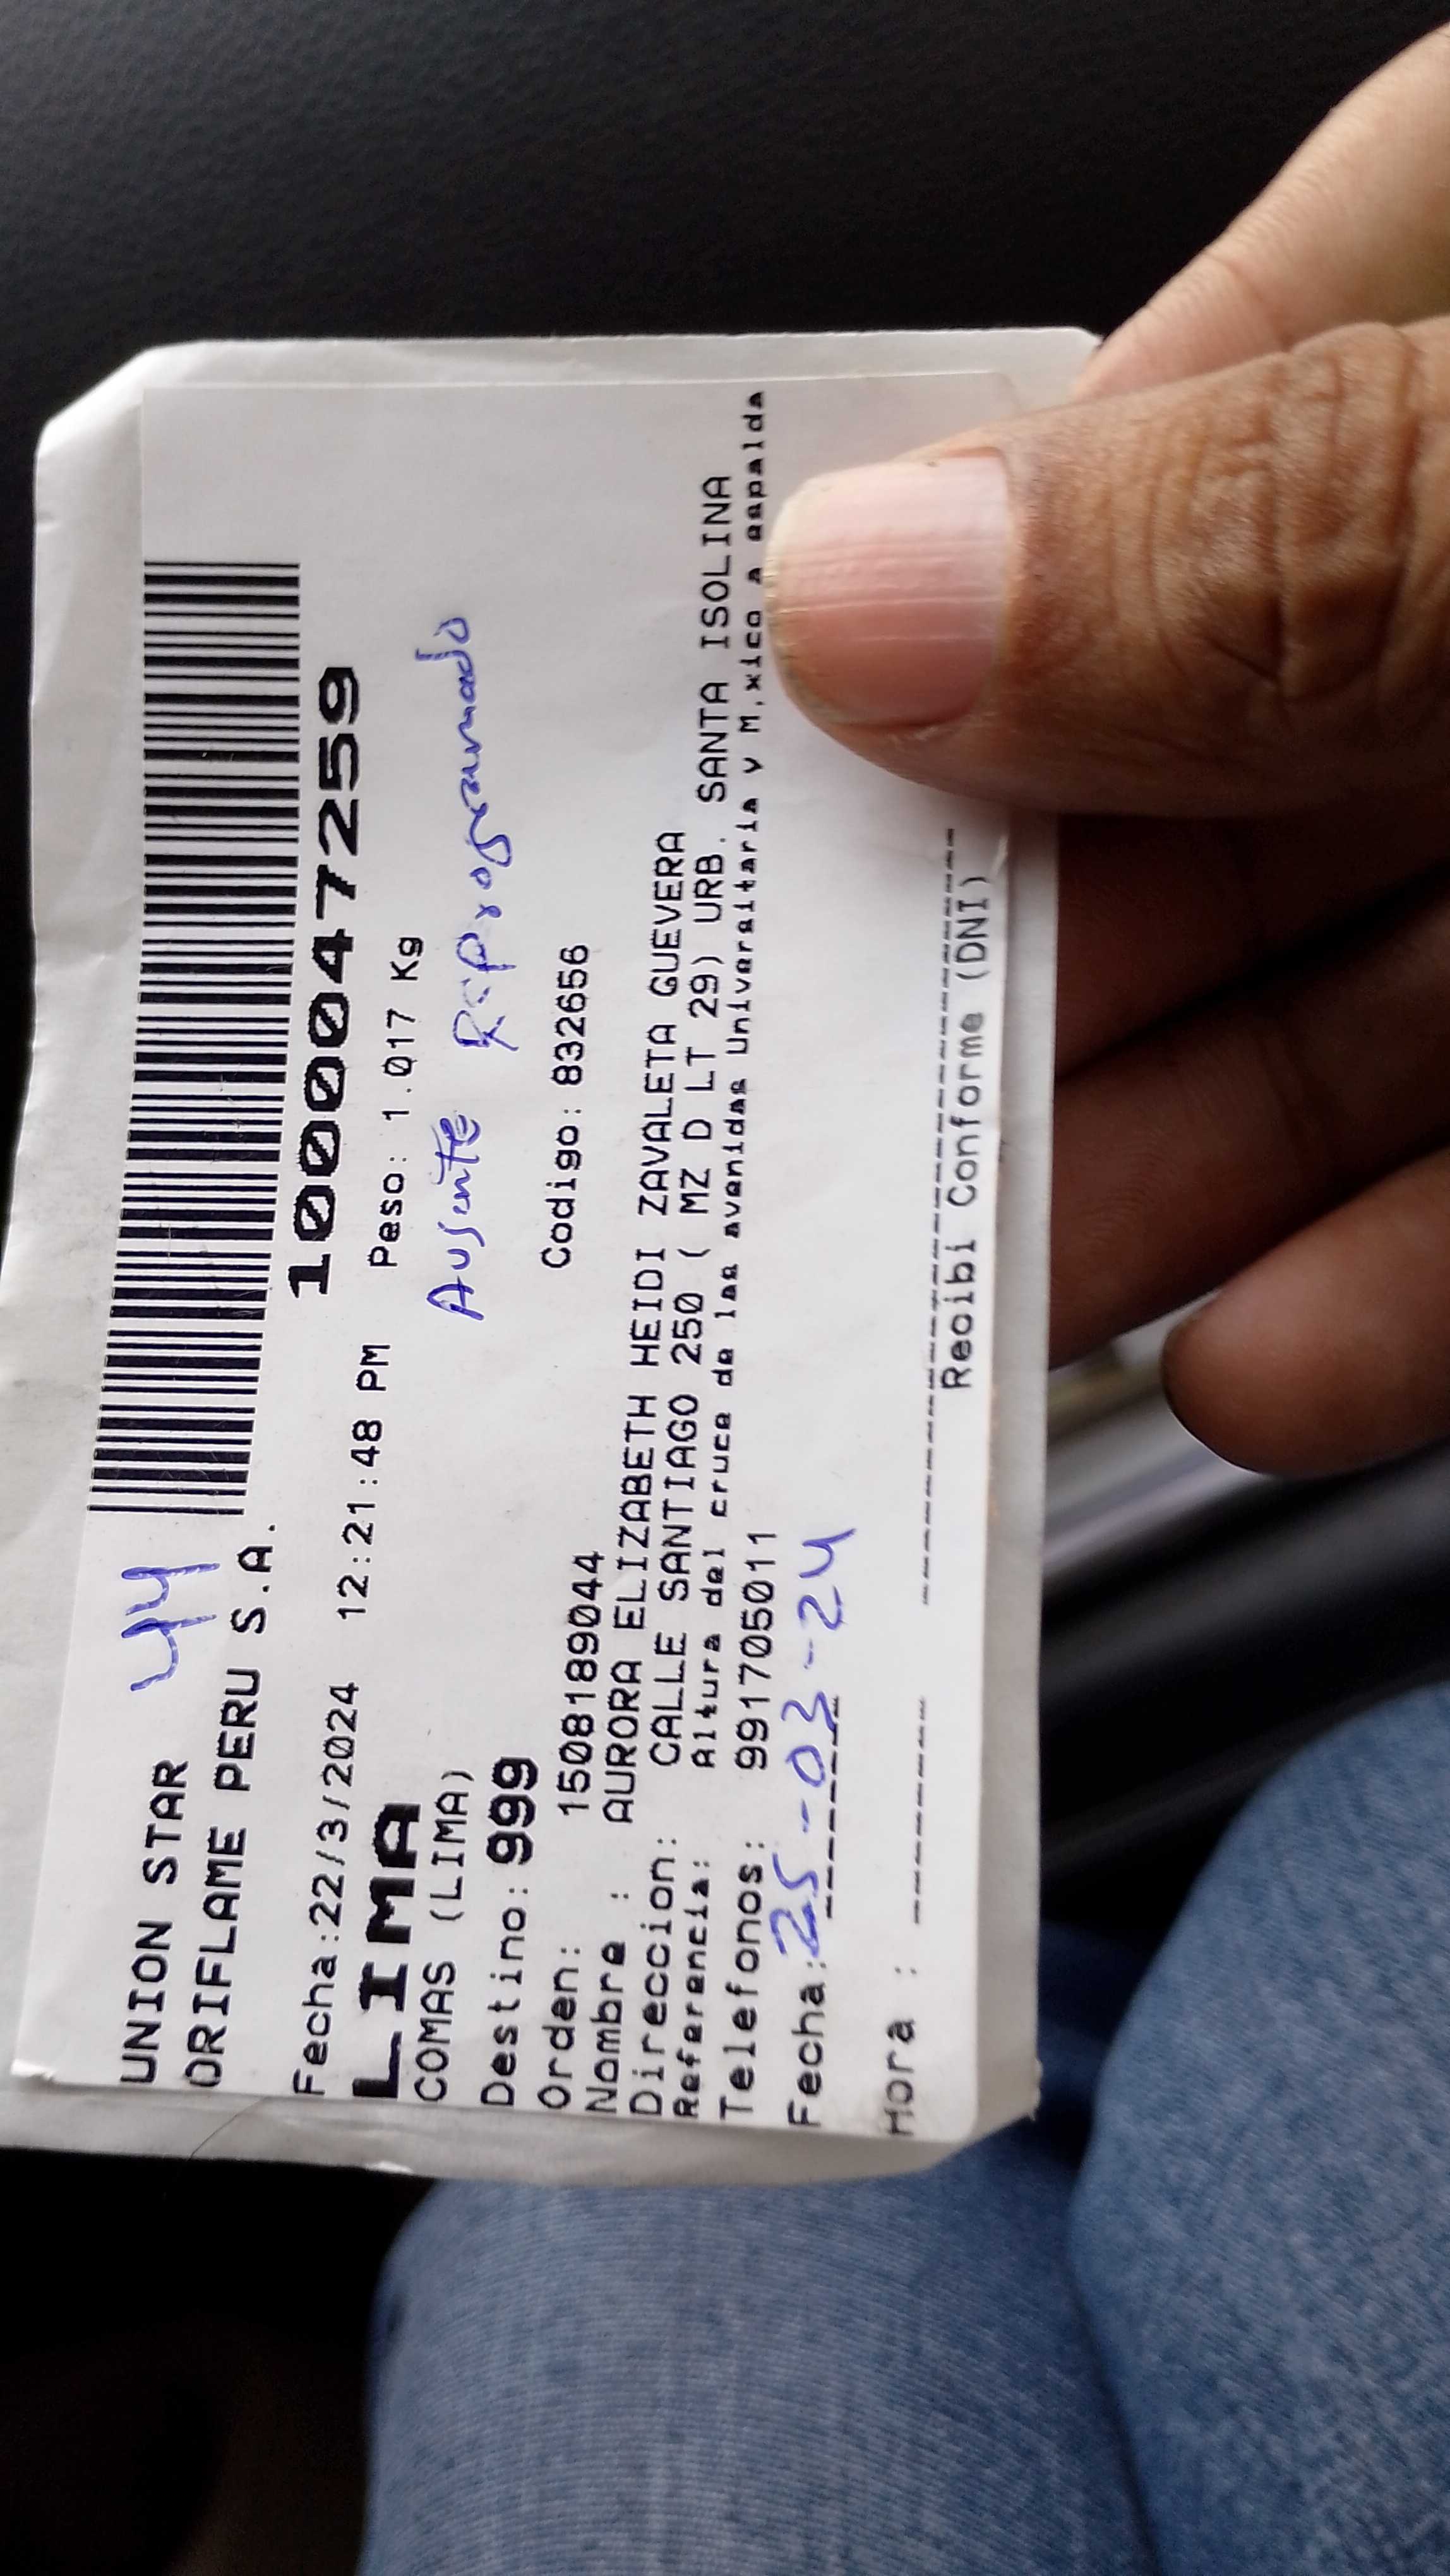 44
UNION STAR
ORIFLAME PERU S.A.
100047259
Fecha:22/3/2024 12:21:48 PM Peso: 1.017 Kg
LIMA
COMAS (LIMA)
Ausente Reprogramado
Destino: 999 Codigo: 832656
Orden: 150818904​4
Nombre : AURORA ELIZABETH HEIDI ZAVALETA GUEVERA
Direccion: CALLE SANTIAGO 250 ( MZ D LT 29) URB. SANTA ISOLINA
Referencia: Altura del cruce de las avenidas Universitaria y M.xico a espalda
Telefonos: 991705011
Fecha: 25-03-24
Hora :
Recibi Conforme (DNI)